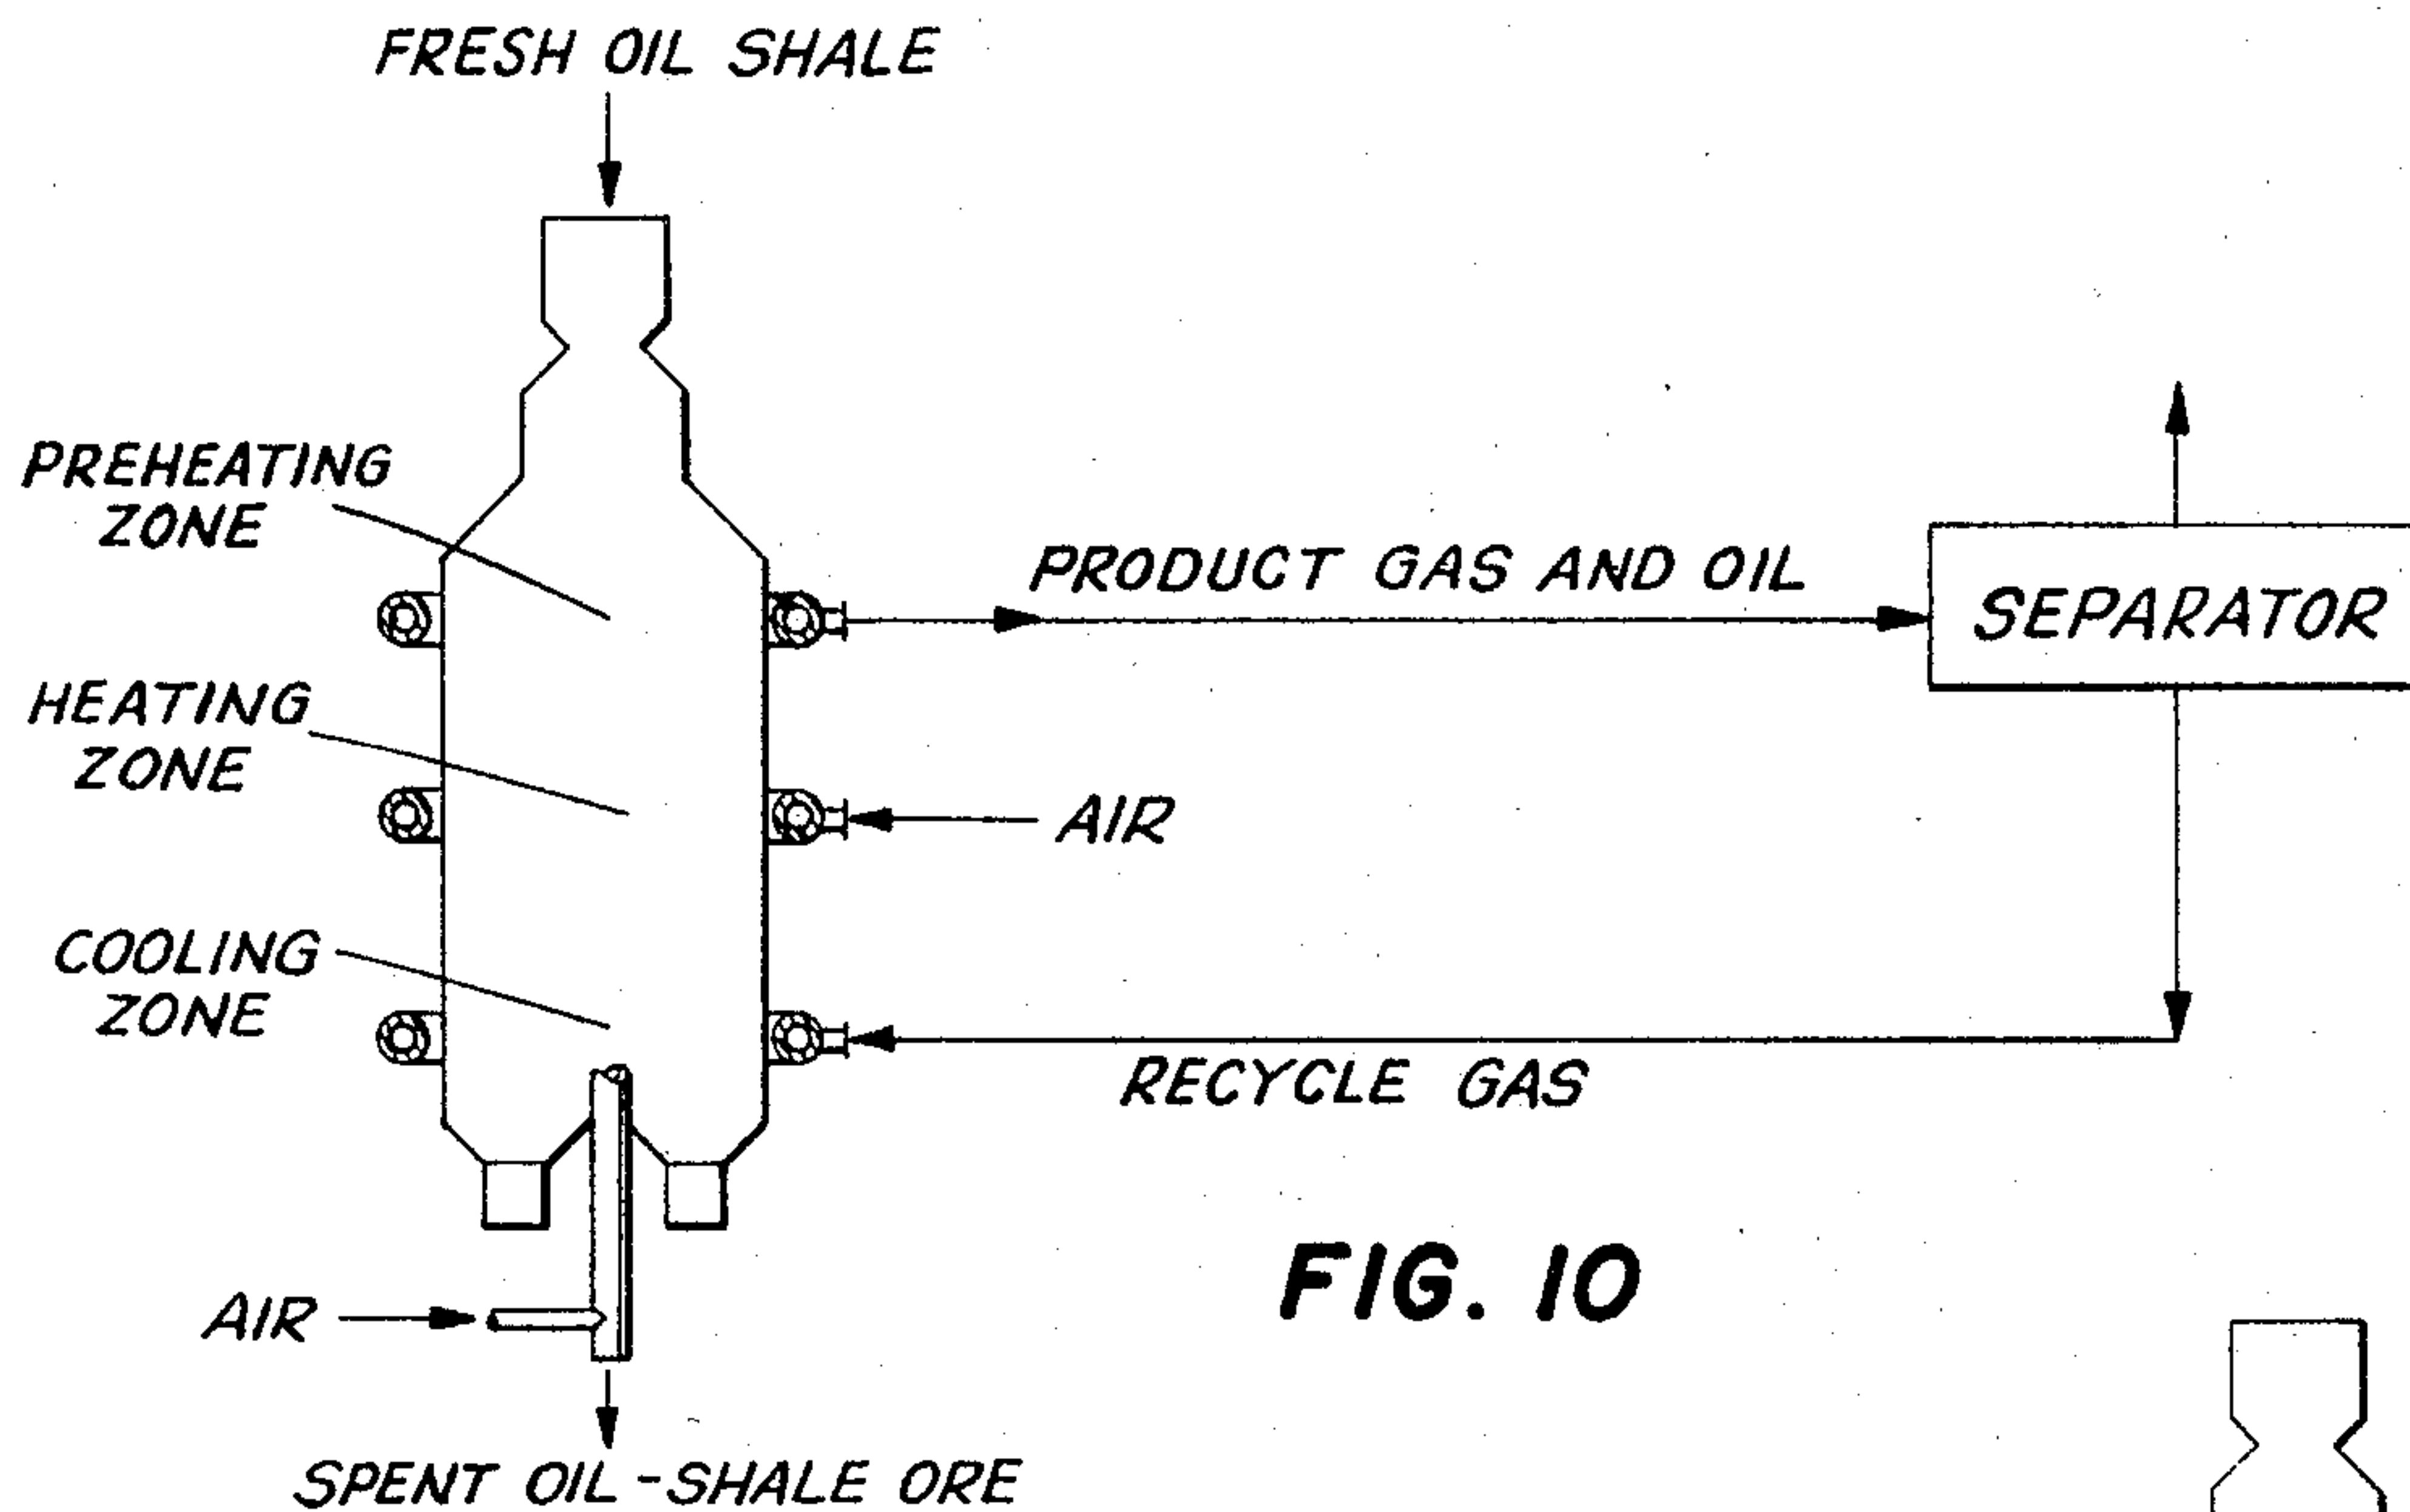 FRESH OIL SHALE
PREHEATING
ZONE
PRODUCT GAS AND OIL
SEPARATOR
HEATING
ZONE
AIR
COOLING
ZONE
RECYCLE GAS
AIR
FIG. 10
SPENT OIL-SHALE ORE